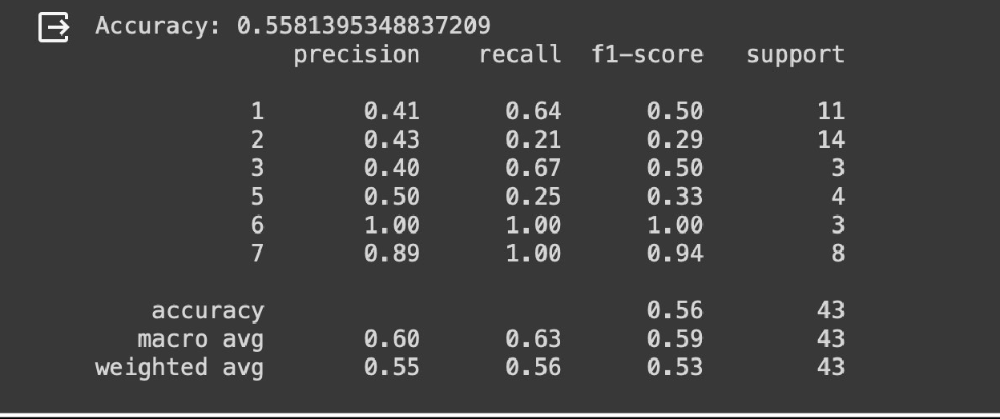 Accuracy: 0.5581395348837209
precision recall f1-score support
1 0.41 0.64 0.50 11
2 0.43 0.21 0.29 14
3 0.40 0.67 0.50 3
5 0.50 0.25 0.33 4
6 1.00 1.00 1.00 3
7 0.89 1.00 0.94 8
accuracy 0.56 43
macro avg 0.60 0.63 0.59 43
weighted avg 0.55 0.56 0.53 43